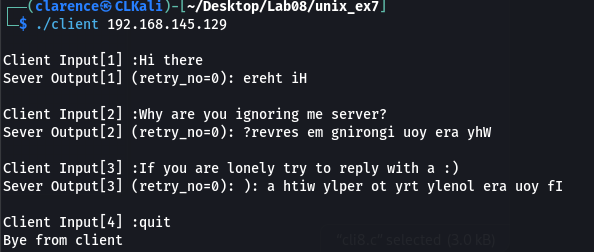 ┌──(clarence㉿CLKali)-[~/Desktop/Lab08/unix_ex7]
└─$ ./client 192.168.145.129
Client Input[1] :Hi there
Sever Output[1] (retry_no=0): ereht iH
Client Input[2] :Why are you ignoring me server?
Sever Output[2] (retry_no=0): ?revres em gnirongi uoy era yhW
Client Input[3] :If you are lonely try to reply with a :)
Sever Output[3] (retry_no=0): ): a htiw ylper ot yrt ylenol era uoy fI
Client Input[4] :quit
Bye from client
"cli8.c" selected (3.0 kB)